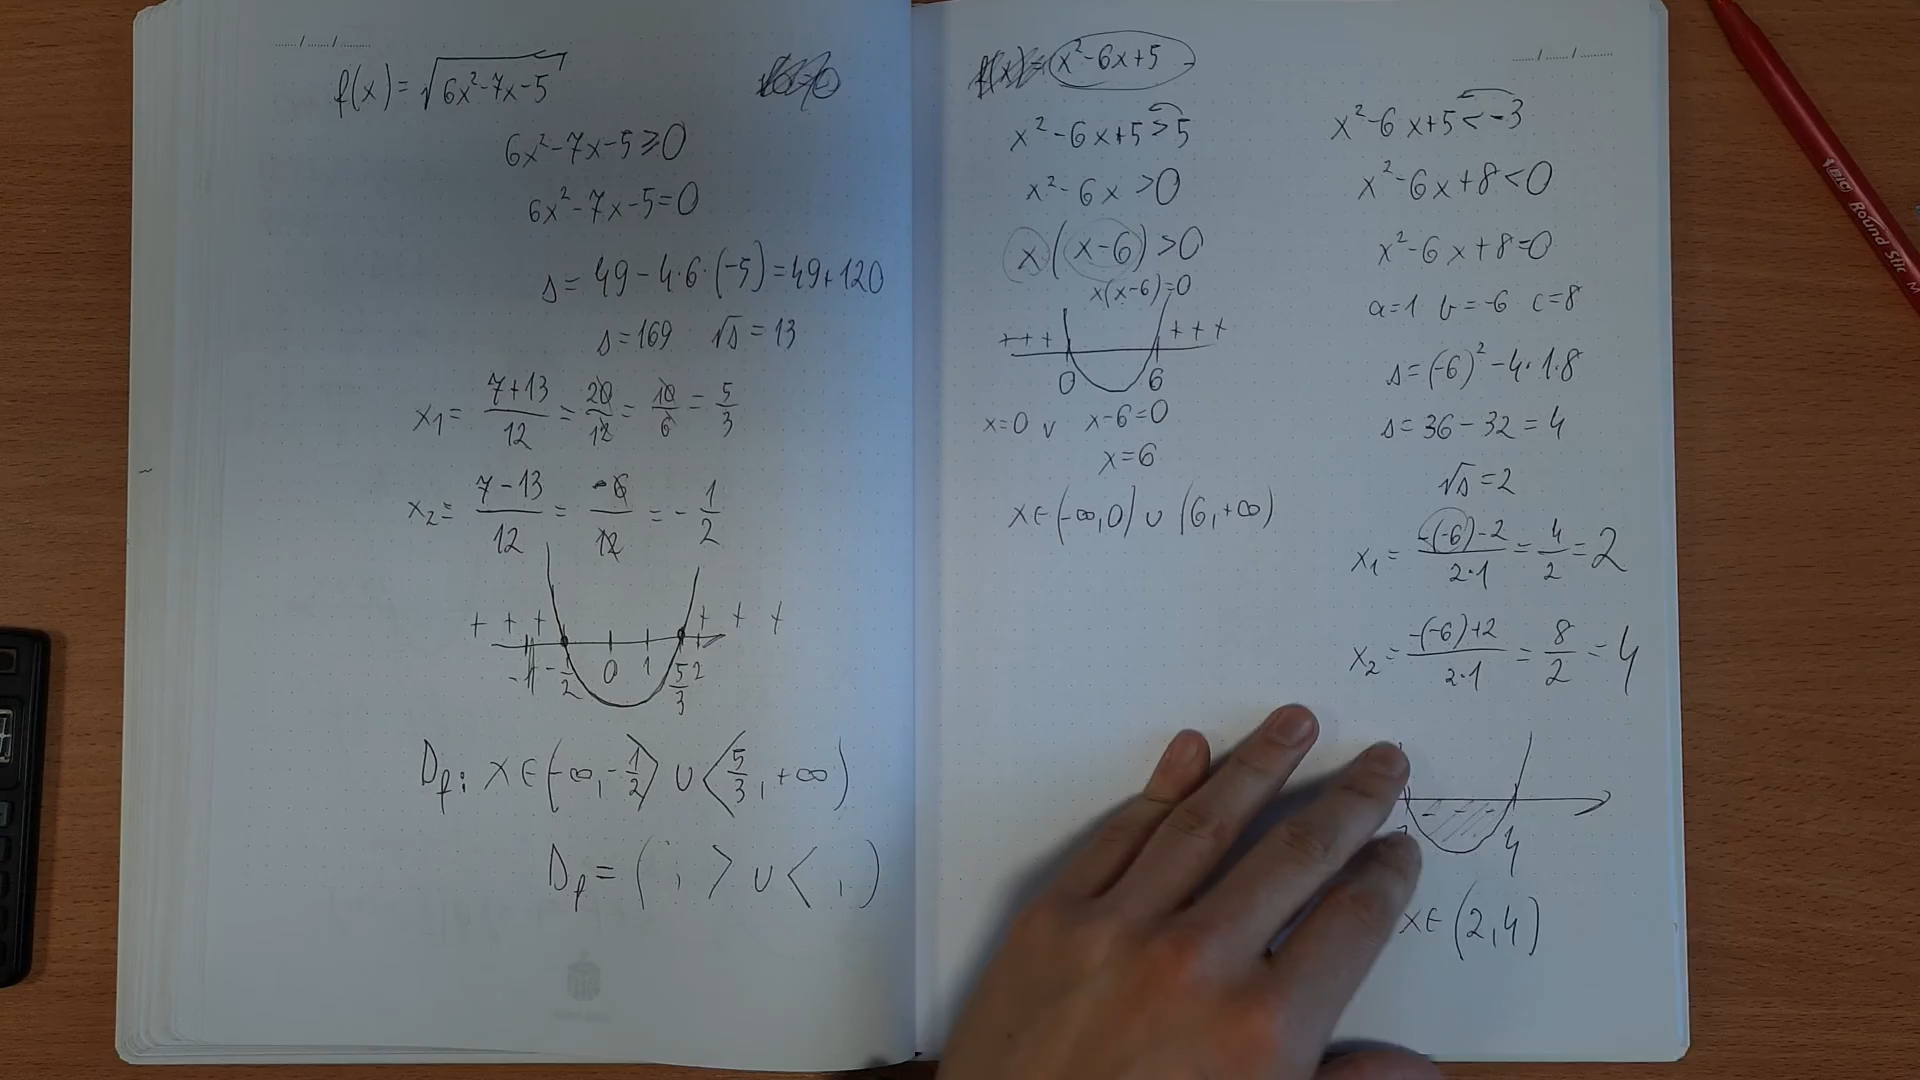 f(x) = √(6x²-7x-5)
6x²-7x-5 ≥ 0
6x²-7x-5=0
Δ = 49 - 4·6·(-5) = 49+120
Δ = 169 √Δ = 13
x₁ = (7+13)/12 = 20/12 = 10/6 = 5/3
x₂ = (7-13)/12 = -6/12 = -1/2
+ + + + + +
-1/2 0 1 5/3 2
D_f: x ∈ (-∞, -1/2> ∪ <5/3, +∞)
D_f = ( ; > ∪ < , )
f(x) = x²-6x+5
x²-6x+5 > 5
x²-6x > 0
x(x-6) > 0
x(x-6)=0
+++ +++
0 6
x=0 ∨ x-6=0
x=6
x ∈ (-∞,0) ∪ (6,+∞)
x²-6x+5 < -3
x²-6x+8 < 0
x²-6x+8=0
a=1 b=-6 c=8
Δ = (-6)² - 4·1·8
Δ = 36 - 32 = 4
√Δ = 2
x₁ = (-(-6)-2)/(2·1) = 4/2 = 2
x₂ = (-(-6)+2)/(2·1) = 8/2 = 4
- - -
4
x ∈ (2,4)
BIC Round Stic M